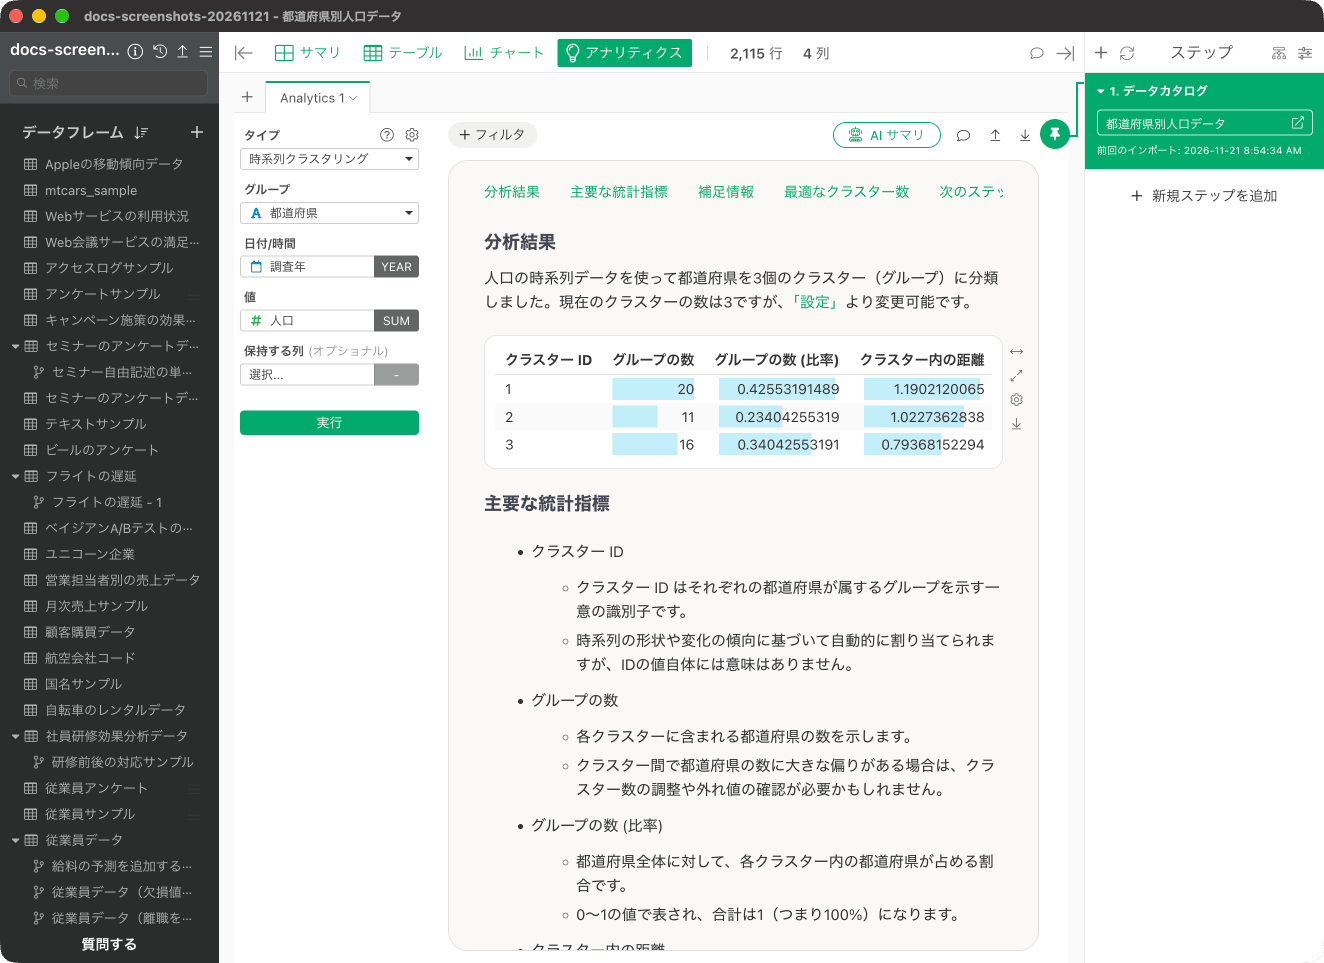 docs-screenshots-20261121 - 都道府県別人口データ
docs-screen...
検索
データフレーム
Appleの移動傾向データ
mtcars_sample
Webサービスの利用状況
Web会議サービスの満足…
アクセスログサンプル
アンケートサンプル
キャンペーン施策の効果…
セミナーのアンケートデ…
セミナー自由記述の単…
セミナーのアンケートデ…
テキストサンプル
ビールのアンケート
フライトの遅延
フライトの遅延 - 1
ベイジアンA/Bテストの…
ユニコーン企業
営業担当者別の売上データ
月次売上サンプル
顧客購買データ
航空会社コード
国名サンプル
自転車のレンタルデータ
社員研修効果分析データ
研修前後の対応サンプル
従業員アンケート
従業員サンプル
従業員データ
給料の予測を追加する…
従業員データ（欠損値…
従業員データ（離職を…
質問する
サマリ
テーブル
チャート
アナリティクス
2,115 行
4 列
Analytics 1
タイプ
時系列クラスタリング
グループ
A 都道府県
日付/時間
調査年
YEAR
値
# 人口
SUM
保持する列 (オプショナル)
選択...
-
実行
+ フィルタ
AI サマリ
分析結果
主要な統計指標
補足情報
最適なクラスター数
次のステッ
分析結果
人口の時系列データを使って都道府県を3個のクラスター（グループ）に分類
しました。現在のクラスターの数は3ですが、「設定」より変更可能です。
クラスター ID グループの数 グループの数 (比率) クラスター内の距離
1 20 0.42553191489 1.1902120065
2 11 0.23404255319 1.0227362838
3 16 0.34042553191 0.79368152294
主要な統計指標
• クラスター ID
○ クラスター ID はそれぞれの都道府県が属するグループを示す一
意の識別子です。
○ 時系列の形状や変化の傾向に基づいて自動的に割り当てられま
すが、IDの値自体には意味はありません。
• グループの数
○ 各クラスターに含まれる都道府県の数を示します。
○ クラスター間で都道府県の数に大きな偏りがある場合は、クラ
スター数の調整や外れ値の確認が必要かもしれません。
• グループの数 (比率)
○ 都道府県全体に対して、各クラスター内の都道府県が占める割
合です。
○ 0〜1の値で表され、合計は1（つまり100%）になります。
• クラスター内の距離
ステップ
1. データカタログ
都道府県別人口データ
前回のインポート: 2026-11-21 8:54:34 AM
+ 新規ステップを追加